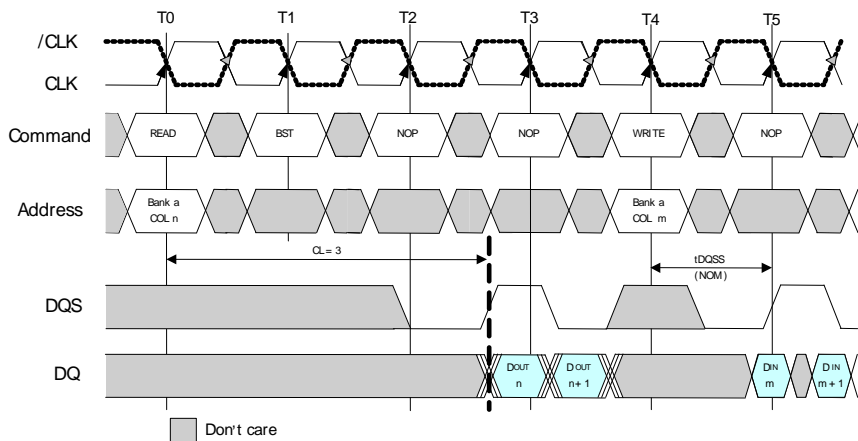 T0 T1 T2 T3 T4 T5
/CLK
CLK
Command READ BST NOP NOP WRITE NOP
Address Bank a COL n Bank a COL m
CL = 3 tDQSS (NOM)
DQS
DQ DOUT n DOUT n+1 DIN m DIN m+1
Don't care